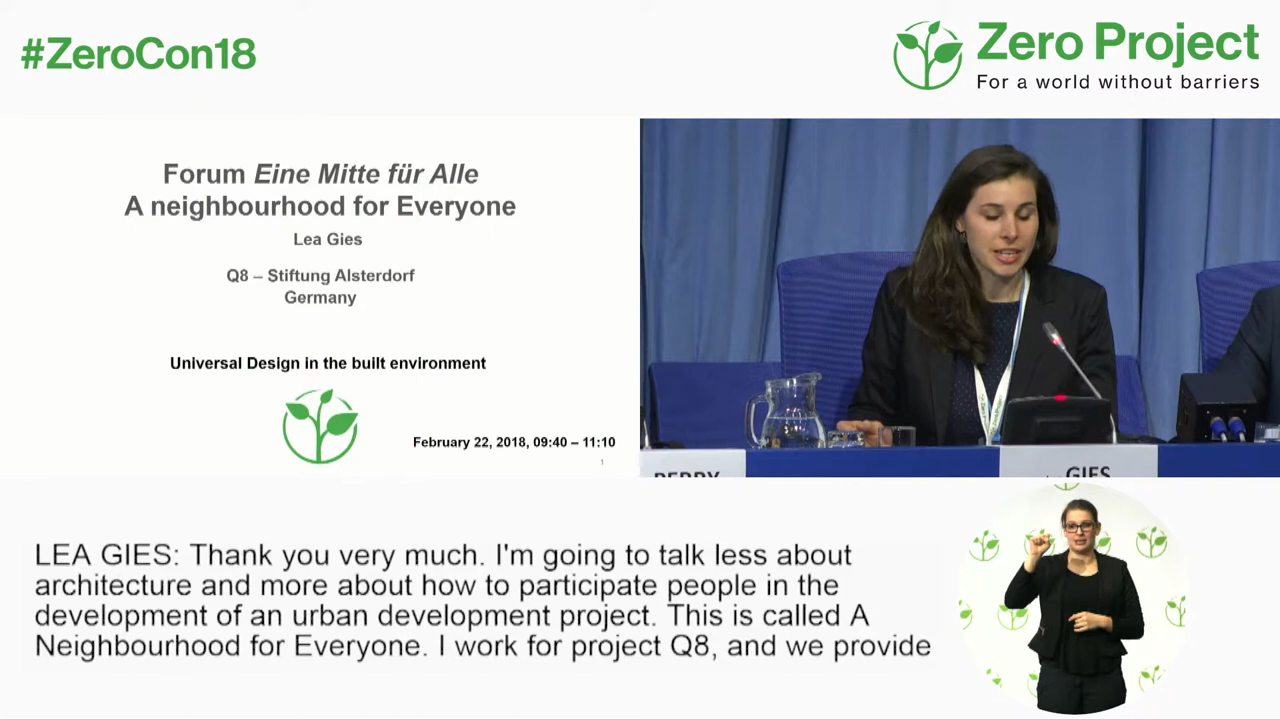 #ZeroCon18
Zero Project
For a world without barriers
Forum Eine Mitte für Alle
A neighbourhood for Everyone
Lea Gies
Q8 – Stiftung Alsterdorf
Germany
Universal Design in the built environment
February 22, 2018, 09:40 – 11:10
1
PERRY
GIES
LEA GIES: Thank you very much. I'm going to talk less about
architecture and more about how to participate people in the
development of an urban development project. This is called A
Neighbourhood for Everyone. I work for project Q8, and we provide